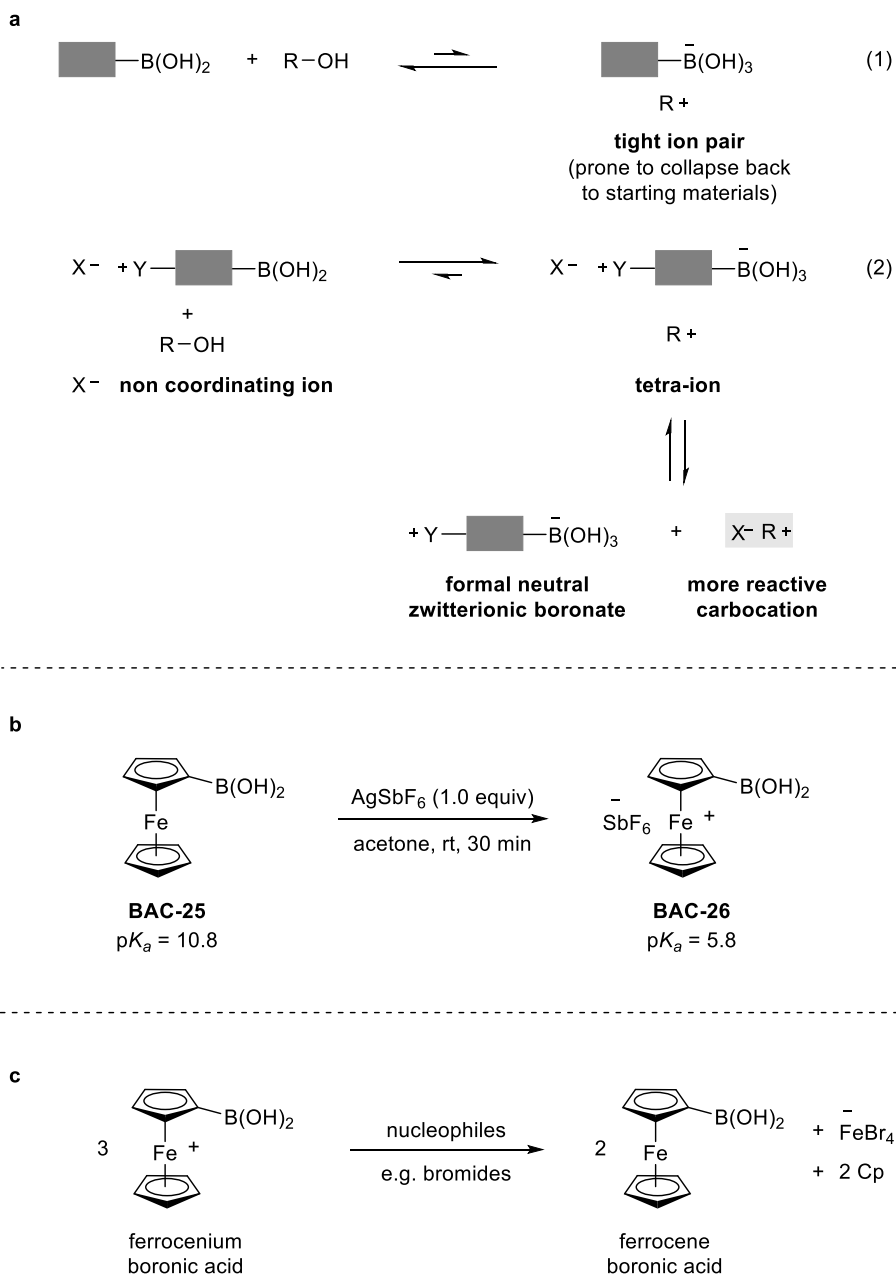 a
B(OH)2 + R−OH B(OH)3 (1)
−
R +
tight ion pair
(prone to collapse back
to starting materials)
X− + Y B(OH)2 X− + Y B(OH)3 (2)
−
+
R−OH R +
X− non coordinating ion tetra-ion
+ Y B(OH)3 + X− R +
−
formal neutral more reactive
zwitterionic boronate carbocation
b
B(OH)2 AgSbF6 (1.0 equiv) B(OH)2
−
Fe SbF6 Fe +
acetone, rt, 30 min
BAC-25 BAC-26
pKa = 10.8 pKa = 5.8
c
B(OH)2 nucleophiles B(OH)2
−
3 Fe + 2 Fe + FeBr4
e.g. bromides + 2 Cp
ferrocenium ferrocene
boronic acid boronic acid